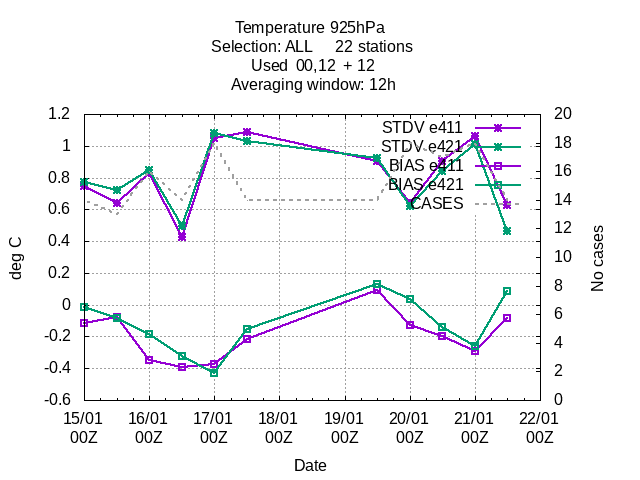 Temperature 925hPa
Selection: ALL     22 stations
Used  00,12  + 12
Averaging window: 12h
1.2
1
0.8
0.6
0.4
0.2
0
-0.2
-0.4
-0.6
deg C
STDV e411
STDV e421
BIAS e411
BIAS e421
CASES
20
18
16
14
12
10
8
6
4
2
0
No cases
15/01 16/01 17/01 18/01 19/01 20/01 21/01 22/01
00Z 00Z 00Z 00Z 00Z 00Z 00Z 00Z
Date